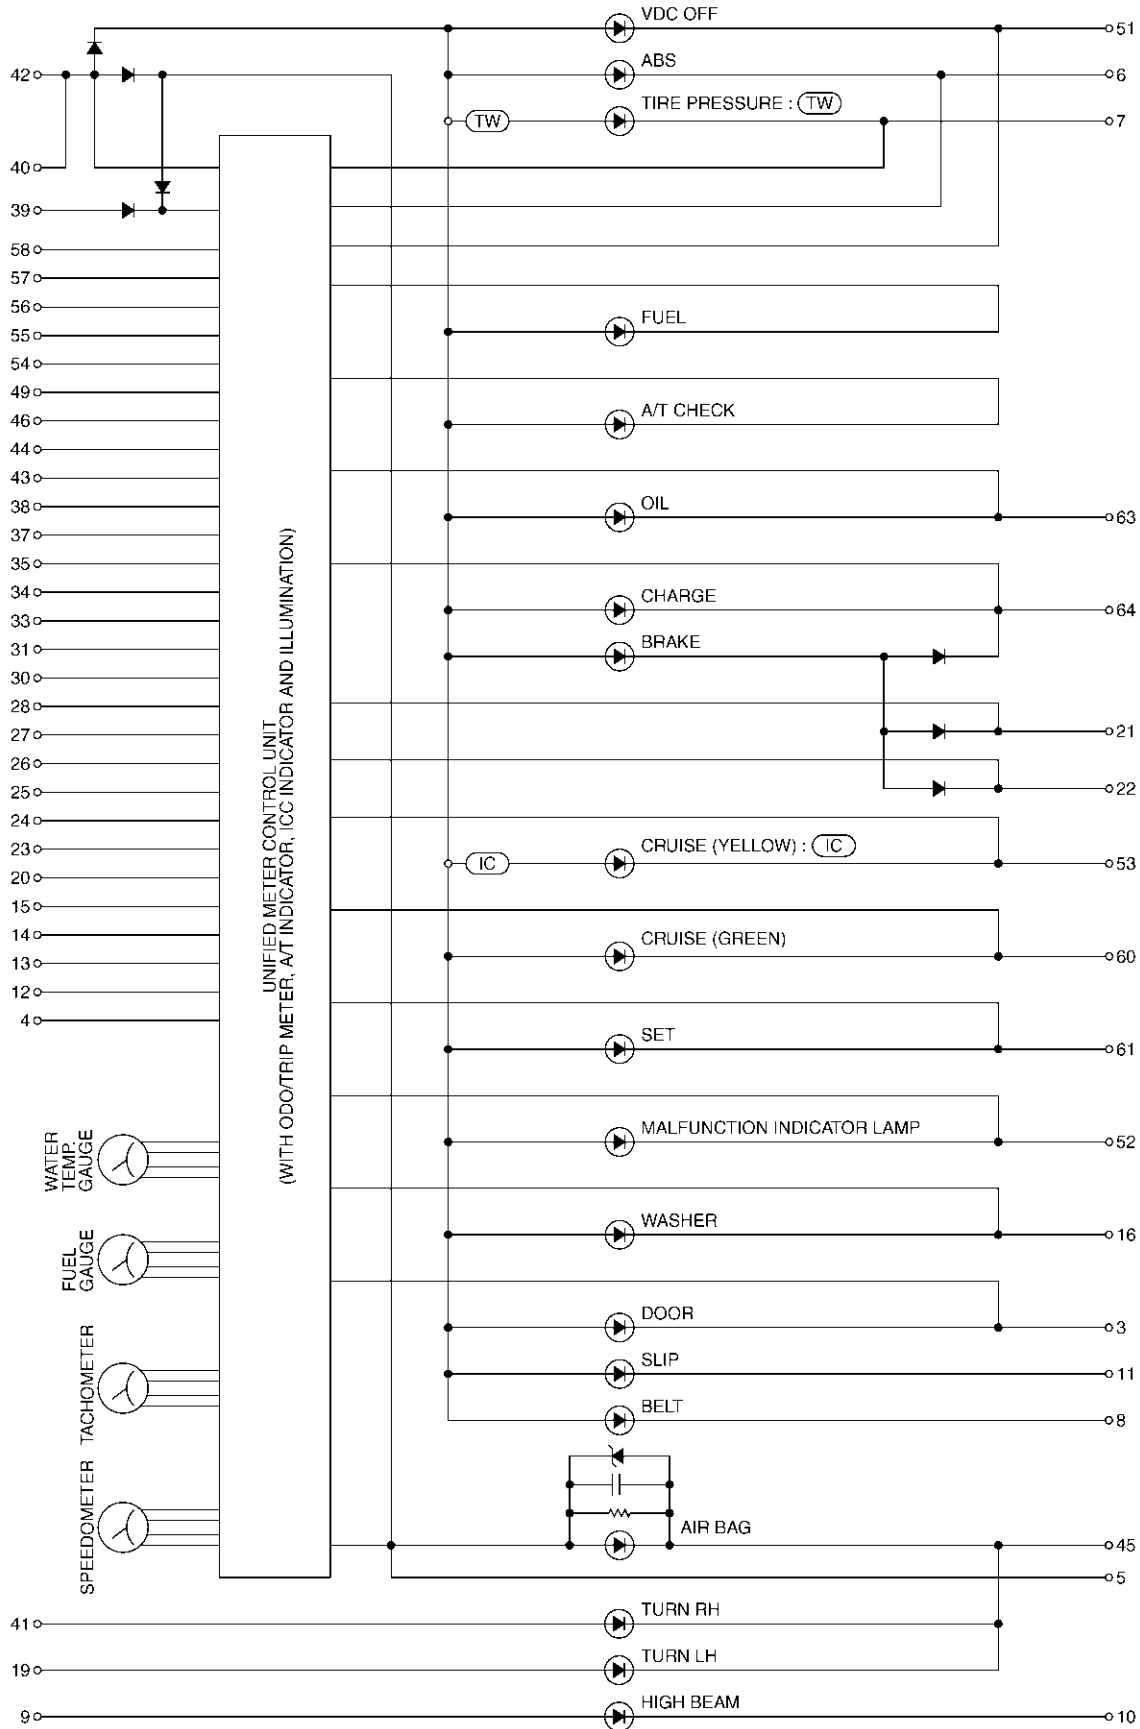 VDC OFF
51
42
ABS
6
TW
TIRE PRESSURE : TW
7
40
39
58
57
56
FUEL
55
54
49
A/T CHECK
46
44
43
OIL
38
63
37
35
34
CHARGE
64
33
BRAKE
31
30
28
27
21
26
22
25
24
23
IC
CRUISE (YELLOW) : IC
53
20
15
14
CRUISE (GREEN)
60
13
12
4
SET
61
UNIFIED METER CONTROL UNIT
(WITH ODO/TRIP METER, A/T INDICATOR, ICC INDICATOR AND ILLUMINATION)
WATER
TEMP.
GAUGE
MALFUNCTION INDICATOR LAMP
52
FUEL
GAUGE
WASHER
16
DOOR
3
TACHOMETER
SLIP
11
BELT
8
SPEEDOMETER
AIR BAG
45
5
41
TURN RH
19
TURN LH
9
HIGH BEAM
10